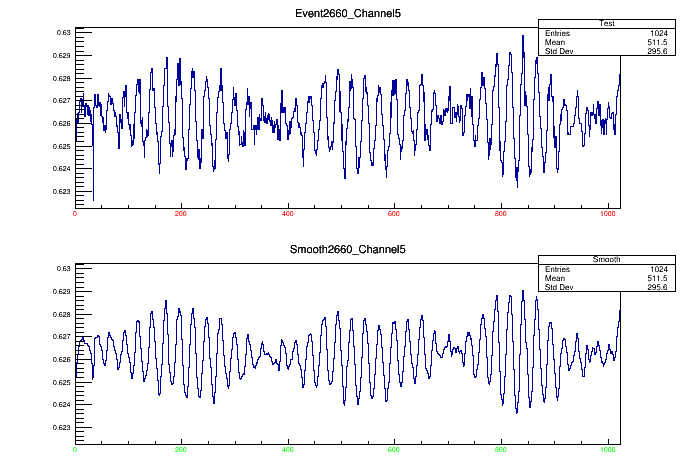 Event2660_Channel5
Test
Entries 1024
Mean 511.5
Std Dev 295.6
0.63
0.629
0.628
0.627
0.626
0.625
0.624
0.623
0 200 400 600 800 1000
Smooth2660_Channel5
Smooth
Entries 1024
Mean 511.5
Std Dev 295.6
0.63
0.629
0.628
0.627
0.626
0.625
0.624
0.623
0 200 400 600 800 1000